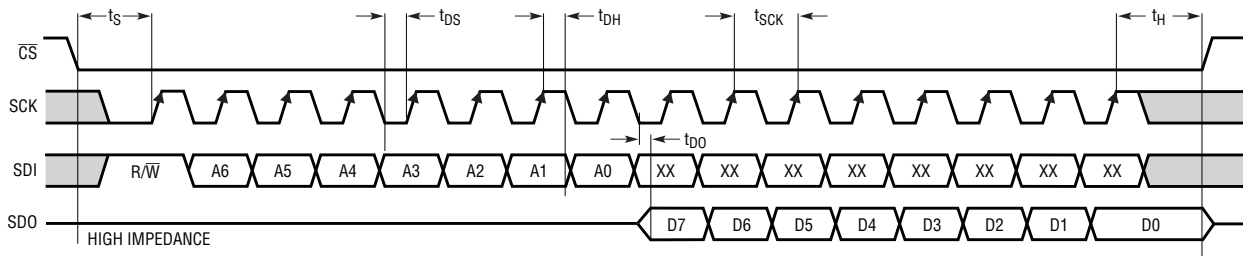 tS tDS tDH tSCK tH
CS
SCK
tDO
SDI R/W A6 A5 A4 A3 A2 A1 A0 XX XX XX XX XX XX XX XX
SDO D7 D6 D5 D4 D3 D2 D1 D0
HIGH IMPEDANCE